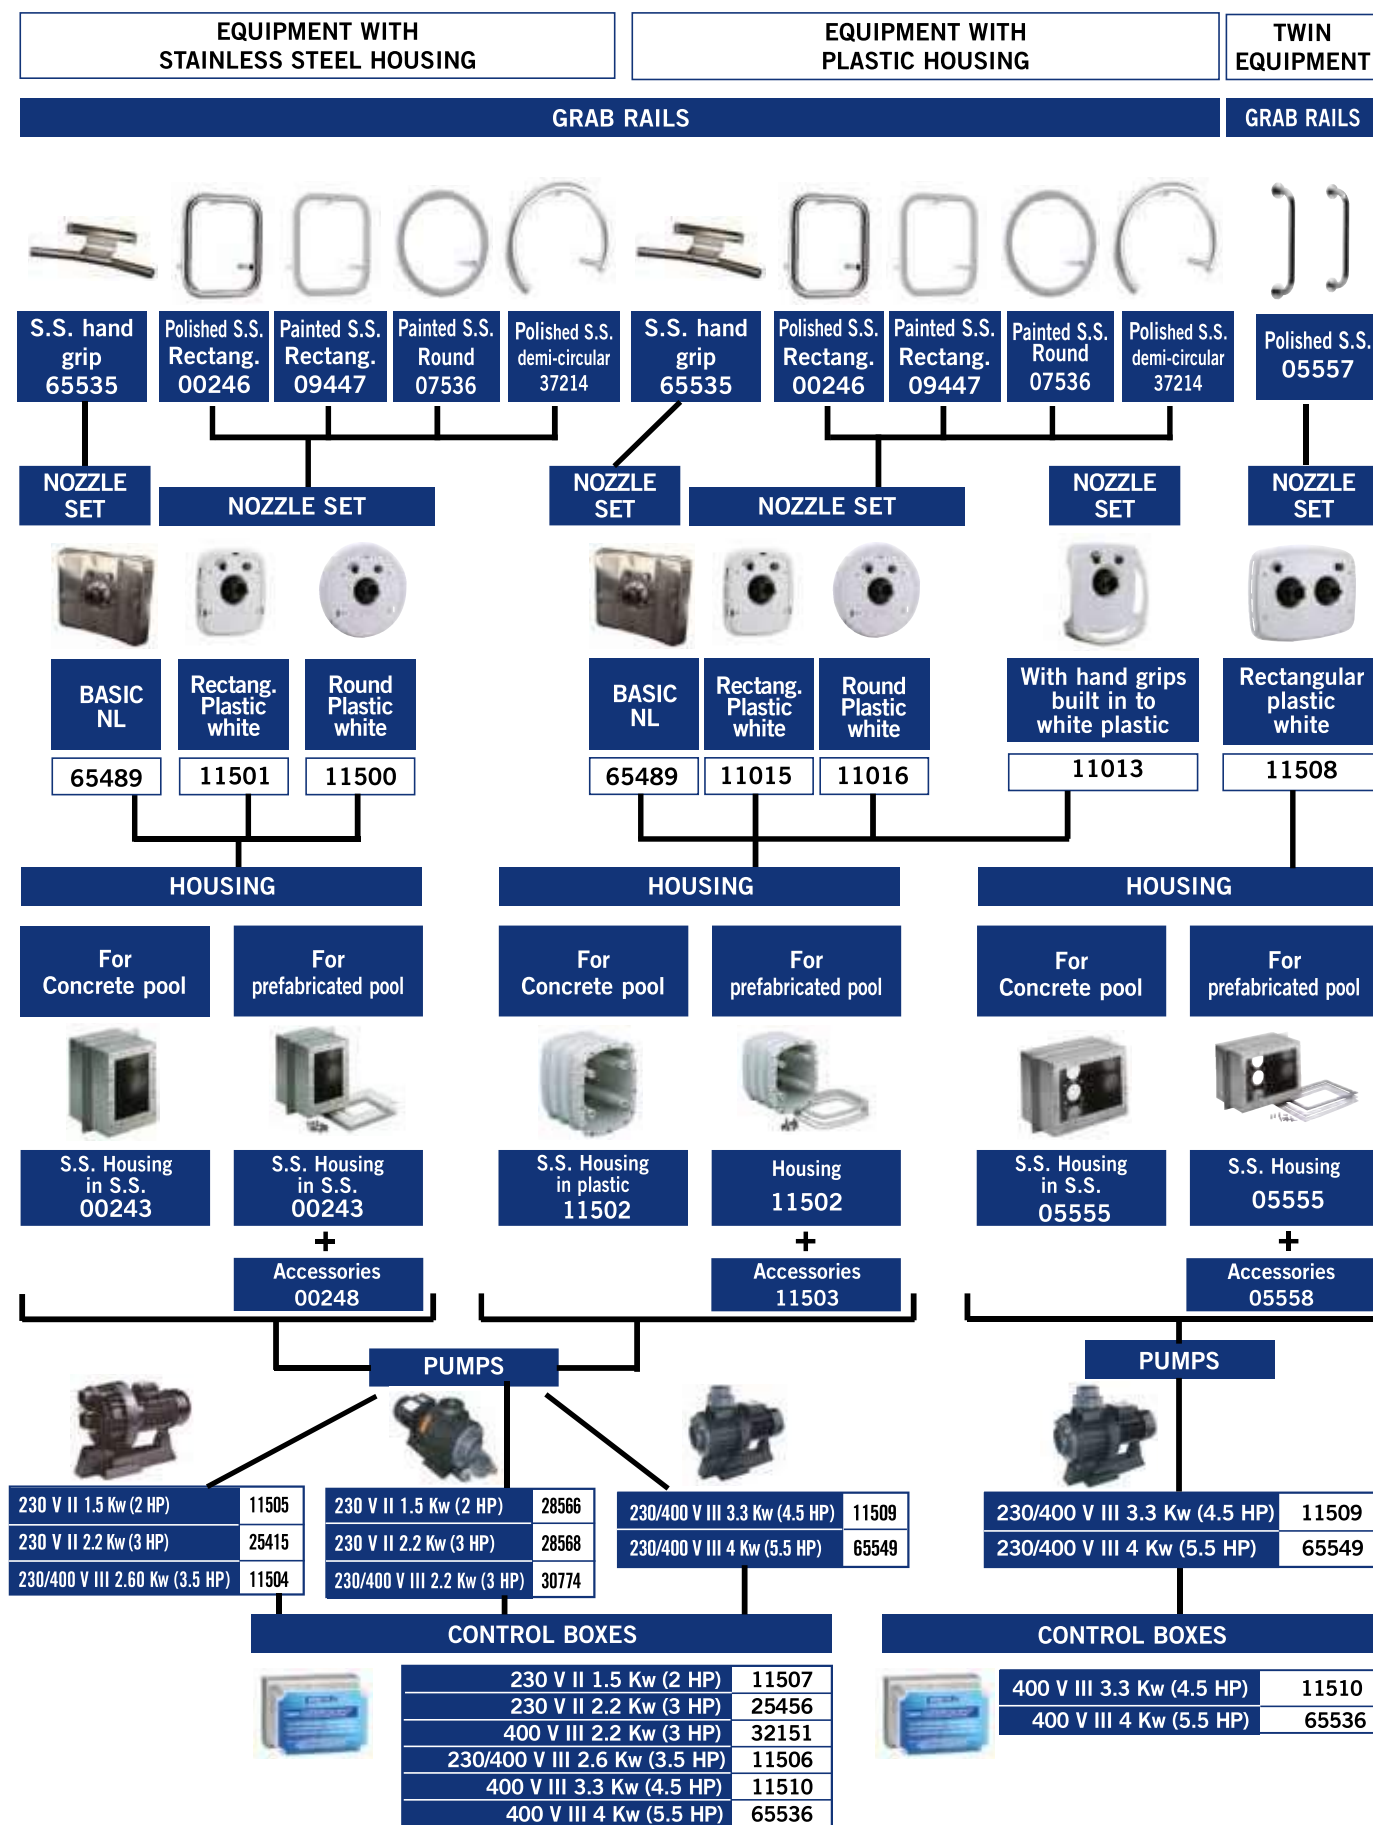 EQUIPMENT WITH
STAINLESS STEEL HOUSING
EQUIPMENT WITH
PLASTIC HOUSING
TWIN
EQUIPMENT
GRAB RAILS
GRAB RAILS
S.S. hand
grip
65535
Polished S.S.
Rectang.
00246
Painted S.S.
Rectang.
09447
Painted S.S.
Round
07536
Polished S.S.
demi-circular
37214
S.S. hand
grip
65535
Polished S.S.
Rectang.
00246
Painted S.S.
Rectang.
09447
Painted S.S.
Round
07536
Polished S.S.
demi-circular
37214
Polished S.S.
05557
NOZZLE
SET
NOZZLE SET
NOZZLE
SET
NOZZLE SET
NOZZLE
SET
NOZZLE
SET
BASIC
NL
65489
Rectang.
Plastic
white
11501
Round
Plastic
white
11500
BASIC
NL
65489
Rectang.
Plastic
white
11015
Round
Plastic
white
11016
With hand grips
built in to
white plastic
11013
Rectangular
plastic
white
11508
HOUSING
HOUSING
HOUSING
For
Concrete pool
For
prefabricated pool
For
Concrete pool
For
prefabricated pool
For
Concrete pool
For
prefabricated pool
S.S. Housing
in S.S.
00243
S.S. Housing
in S.S.
00243
+
Accessories
00248
S.S. Housing
in plastic
11502
Housing
11502
+
Accessories
11503
S.S. Housing
in S.S.
05555
S.S. Housing
05555
+
Accessories
05558
PUMPS
PUMPS
230 V II 1.5 Kw (2 HP) 11505
230 V II 2.2 Kw (3 HP) 25415
230/400 V III 2.60 Kw (3.5 HP) 11504
230 V II 1.5 Kw (2 HP) 28566
230 V II 2.2 Kw (3 HP) 28568
230/400 V III 2.2 Kw (3 HP) 30774
230/400 V III 3.3 Kw (4.5 HP) 11509
230/400 V III 4 Kw (5.5 HP) 65549
230/400 V III 3.3 Kw (4.5 HP) 11509
230/400 V III 4 Kw (5.5 HP) 65549
CONTROL BOXES
230 V II 1.5 Kw (2 HP) 11507
230 V II 2.2 Kw (3 HP) 25456
400 V III 2.2 Kw (3 HP) 32151
230/400 V III 2.6 Kw (3.5 HP) 11506
400 V III 3.3 Kw (4.5 HP) 11510
400 V III 4 Kw (5.5 HP) 65536
CONTROL BOXES
400 V III 3.3 Kw (4.5 HP) 11510
400 V III 4 Kw (5.5 HP) 65536